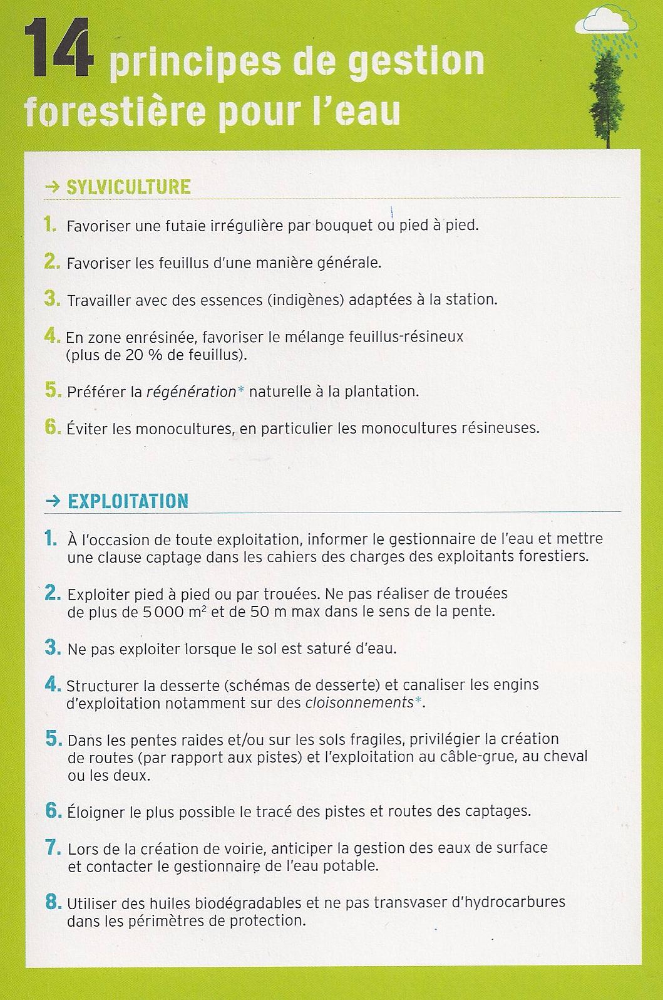 14 principes de gestion
forestière pour l'eau
→ SYLVICULTURE
1. Favoriser une futaie irrégulière par bouquet ou pied à pied.
2. Favoriser les feuillus d'une manière générale.
3. Travailler avec des essences (indigènes) adaptées à la station.
4. En zone enrésinée, favoriser le mélange feuillus-résineux
(plus de 20 % de feuillus).
5. Préférer la régénération* naturelle à la plantation.
6. Éviter les monocultures, en particulier les monocultures résineuses.
→ EXPLOITATION
1. À l'occasion de toute exploitation, informer le gestionnaire de l'eau et mettre
une clause captage dans les cahiers des charges des exploitants forestiers.
2. Exploiter pied à pied ou par trouées. Ne pas réaliser de trouées
de plus de 5 000 m² et de 50 m max dans le sens de la pente.
3. Ne pas exploiter lorsque le sol est saturé d'eau.
4. Structurer la desserte (schémas de desserte) et canaliser les engins
d'exploitation notamment sur des cloisonnements*.
5. Dans les pentes raides et/ou sur les sols fragiles, privilégier la création
de routes (par rapport aux pistes) et l'exploitation au câble-grue, au cheval
ou les deux.
6. Éloigner le plus possible le tracé des pistes et routes des captages.
7. Lors de la création de voirie, anticiper la gestion des eaux de surface
et contacter le gestionnaire de l'eau potable.
8. Utiliser des huiles biodégradables et ne pas transvaser d'hydrocarbures
dans les périmètres de protection.